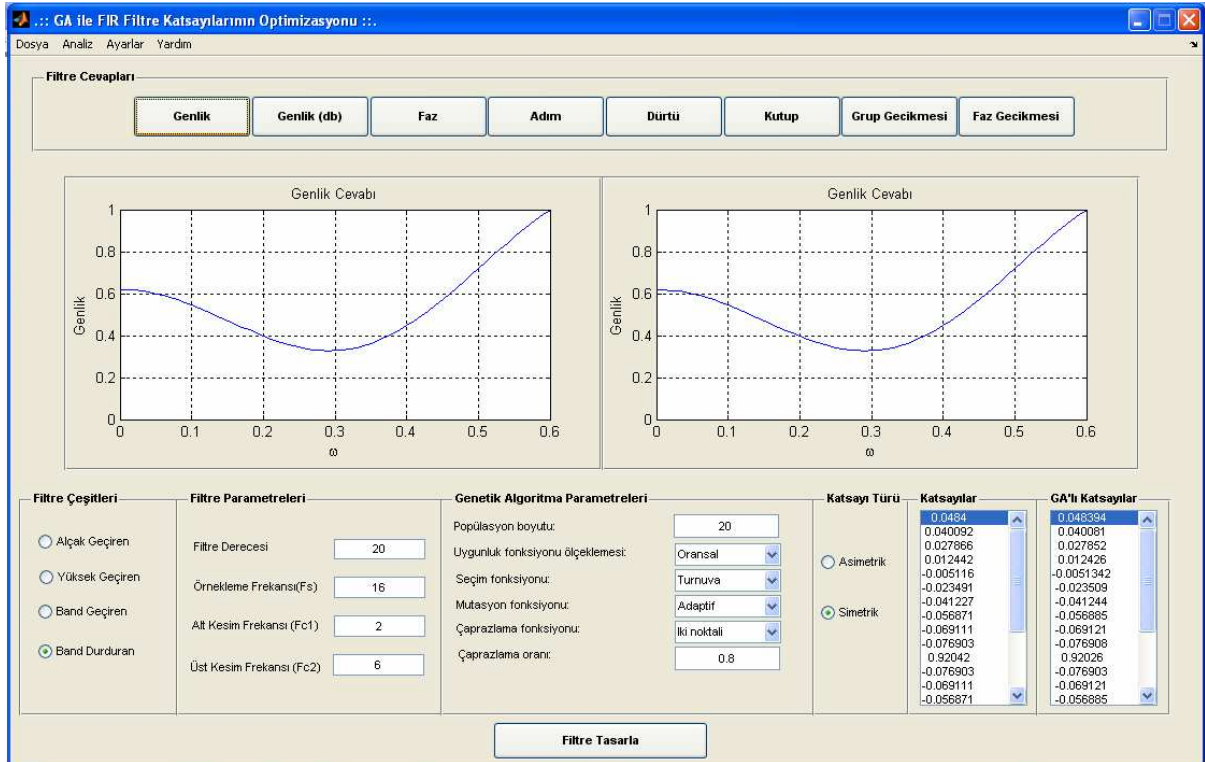 .:: GA ile FIR Filtre Katsayılarının Optimizasyonu ::.
Dosya Analiz Ayarlar Yardım
Filtre Cevapları
Genlik Genlik (db) Faz Adım Dürtü Kutup Grup Gecikmesi Faz Gecikmesi
Genlik Cevabı
Genlik
1
0.8
0.6
0.4
0.2
0
0 0.1 0.2 0.3 0.4 0.5 0.6
ω
Genlik Cevabı
Genlik
1
0.8
0.6
0.4
0.2
0
0 0.1 0.2 0.3 0.4 0.5 0.6
ω
Filtre Çeşitleri
Alçak Geçiren
Yüksek Geçiren
Band Geçiren
Band Durduran
Filtre Parametreleri
Filtre Derecesi 20
Örnekleme Frekansı(Fs) 16
Alt Kesim Frekansı (Fc1) 2
Üst Kesim Frekansı (Fc2) 6
Genetik Algoritma Parametreleri
Popülasyon boyutu: 20
Uygunluk fonksiyonu ölçeklemesi: Oransal
Seçim fonksiyonu: Turnuva
Mutasyon fonksiyonu: Adaptif
Çaprazlama fonksiyonu: Iki noktali
Çaprazlama oranı: 0.8
Katsayı Türü
Asimetrik
Simetrik
Katsayılar
0.0484
0.040092
0.027866
0.012442
-0.005116
-0.023491
-0.041227
-0.056871
-0.069111
-0.076903
0.92042
-0.076903
-0.069111
-0.056871
GA'lı Katsayılar
0.048394
0.040081
0.027852
0.012426
-0.0051342
-0.023509
-0.041244
-0.056885
-0.069121
-0.076908
0.92026
-0.076903
-0.069121
-0.056885
Filtre Tasarla